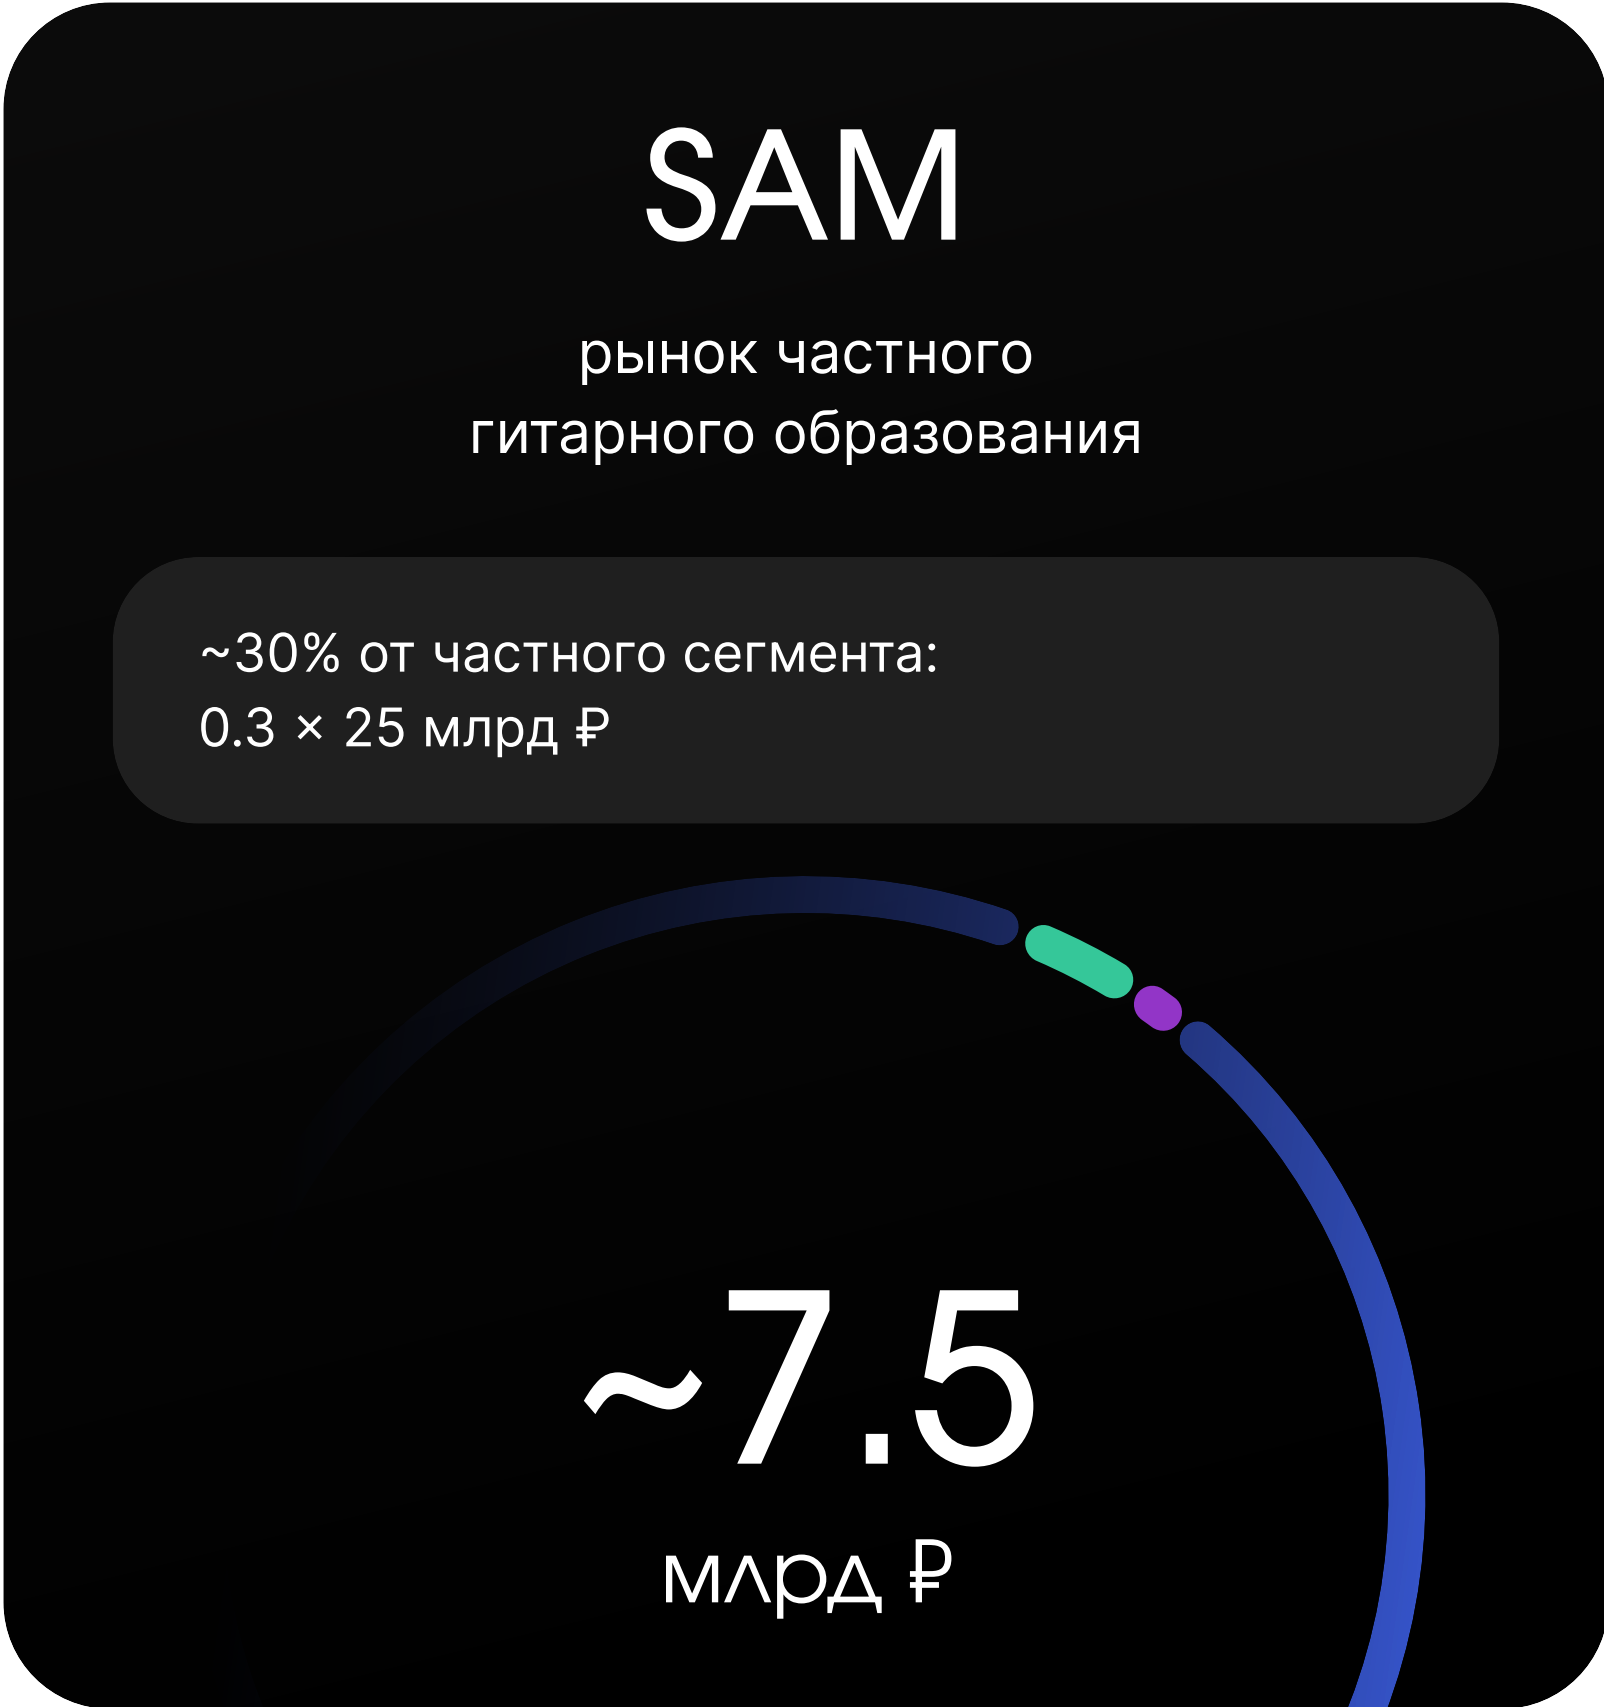 SAM
рынок частного
гитарного образования
~30% от частного сегмента:
0.3 × 25 млрд ₽
~7.5
млрд ₽